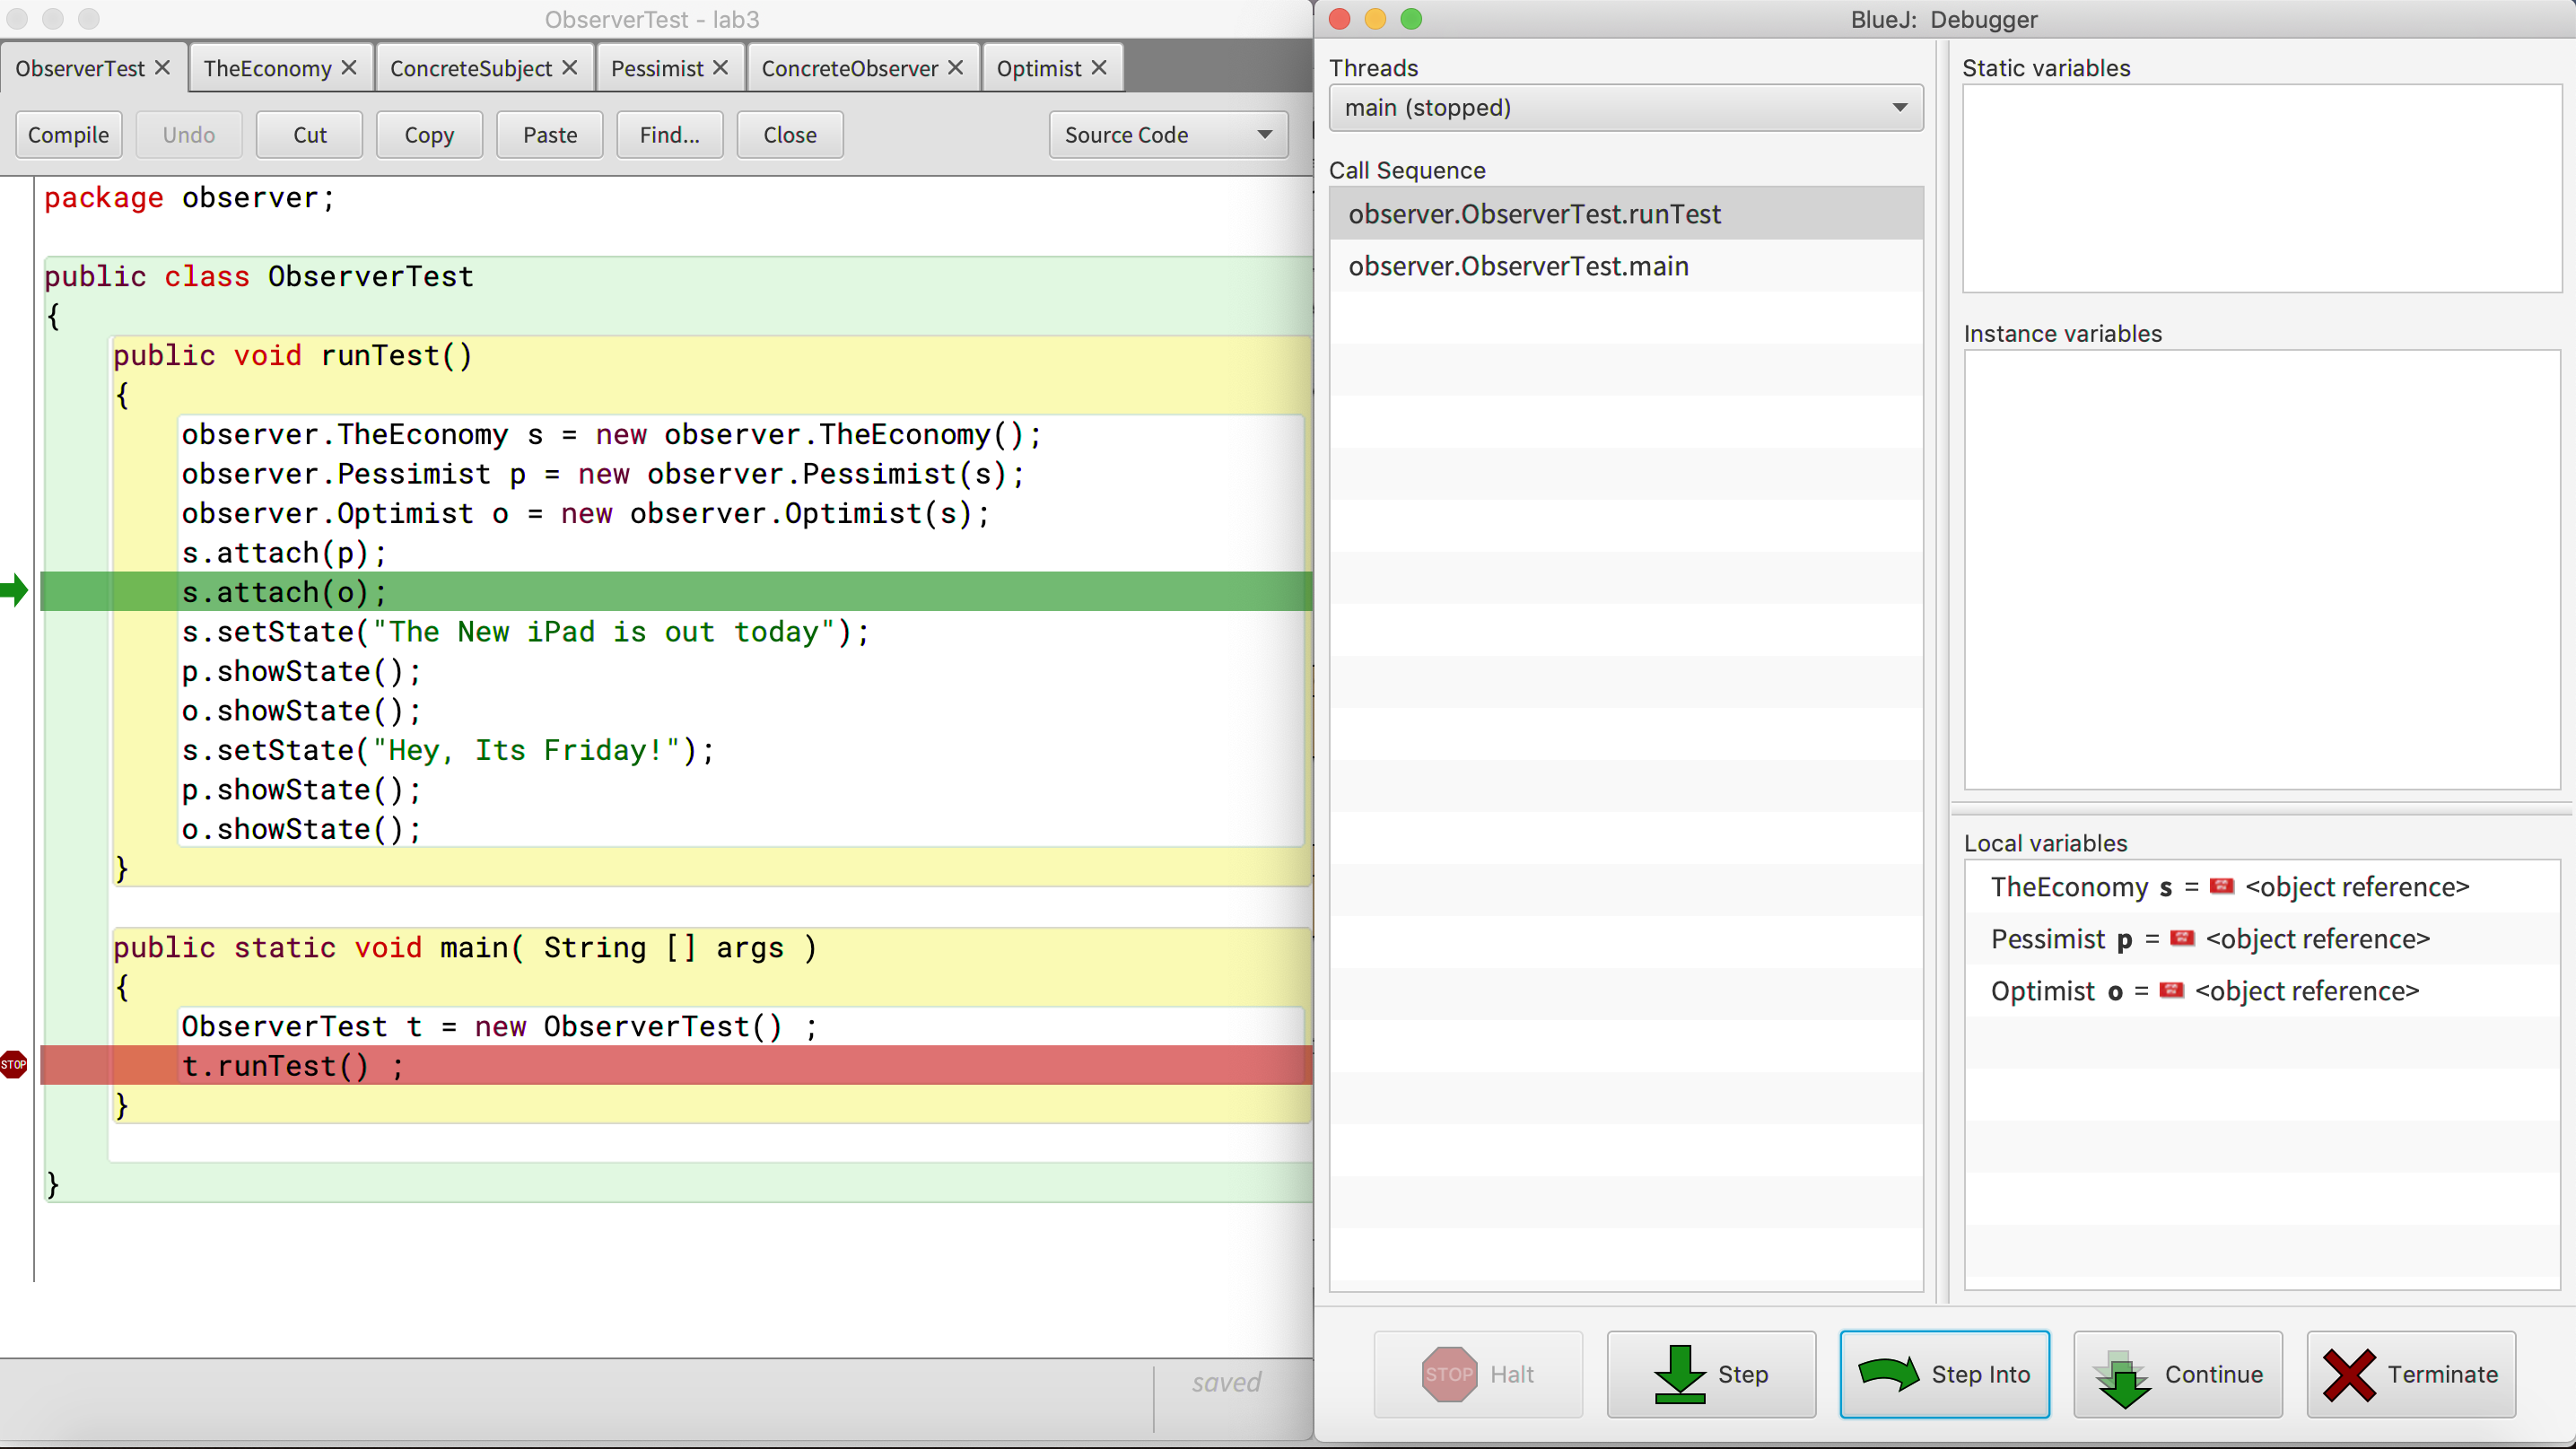 ObserverTest - lab3
ObserverTest TheEconomy ConcreteSubject Pessimist ConcreteObserver Optimist
Compile Undo Cut Copy Paste Find... Close Source Code
package observer;
public class ObserverTest
{
public void runTest()
{
observer.TheEconomy s = new observer.TheEconomy();
observer.Pessimist p = new observer.Pessimist(s);
observer.Optimist o = new observer.Optimist(s);
s.attach(p);
s.attach(o);
s.setState("The New iPad is out today");
p.showState();
o.showState();
s.setState("Hey, Its Friday!");
p.showState();
o.showState();
}
public static void main( String [] args )
{
ObserverTest t = new ObserverTest() ;
STOP t.runTest() ;
}
}
saved
BlueJ: Debugger
Threads
main (stopped)
Call Sequence
observer.ObserverTest.runTest
observer.ObserverTest.main
Static variables
Instance variables
Local variables
TheEconomy s = <object reference>
Pessimist p = <object reference>
Optimist o = <object reference>
STOP Halt Step Step Into Continue Terminate